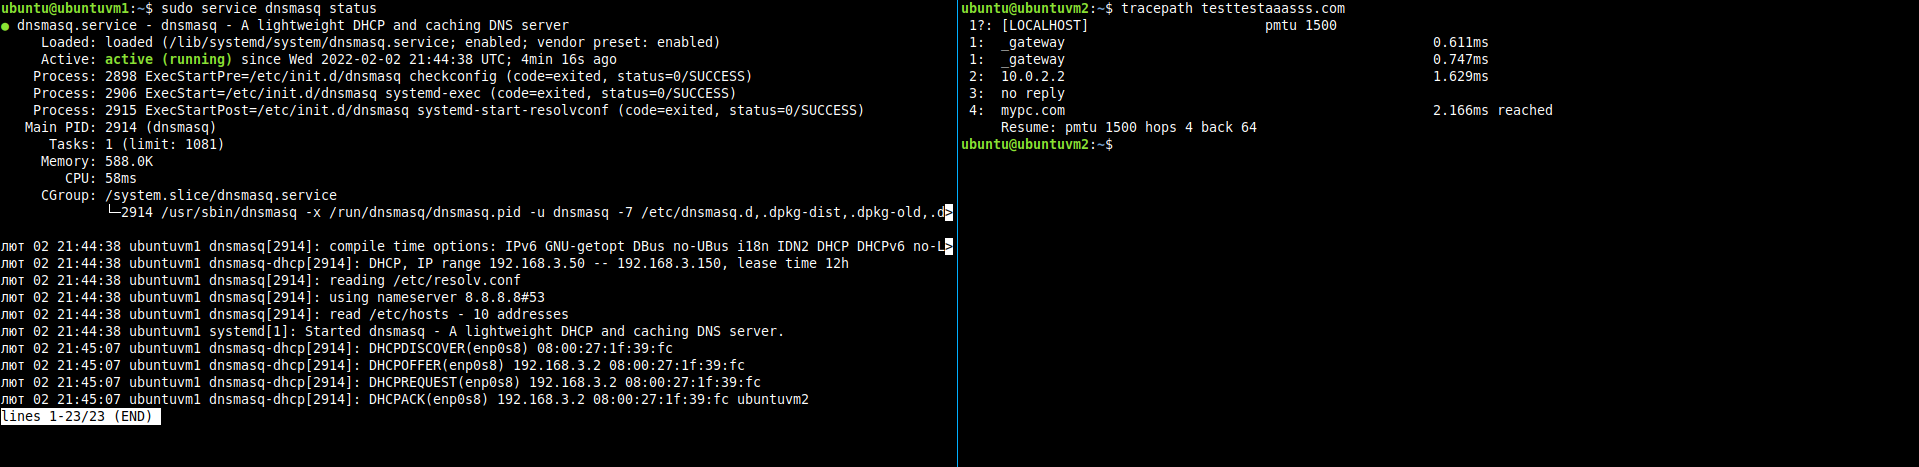 ubuntu@ubuntuvm1:~$ sudo service dnsmasq status
● dnsmasq.service - dnsmasq - A lightweight DHCP and caching DNS server
     Loaded: loaded (/lib/systemd/system/dnsmasq.service; enabled; vendor preset: enabled)
     Active: active (running) since Wed 2022-02-02 21:44:38 UTC; 4min 16s ago
    Process: 2898 ExecStartPre=/etc/init.d/dnsmasq checkconfig (code=exited, status=0/SUCCESS)
    Process: 2906 ExecStart=/etc/init.d/dnsmasq systemd-exec (code=exited, status=0/SUCCESS)
    Process: 2915 ExecStartPost=/etc/init.d/dnsmasq systemd-start-resolvconf (code=exited, status=0/SUCCESS)
   Main PID: 2914 (dnsmasq)
      Tasks: 1 (limit: 1081)
     Memory: 588.0K
        CPU: 58ms
     CGroup: /system.slice/dnsmasq.service
             └─2914 /usr/sbin/dnsmasq -x /run/dnsmasq/dnsmasq.pid -u dnsmasq -7 /etc/dnsmasq.d,.dpkg-dist,.dpkg-old,.d>
лют 02 21:44:38 ubuntuvm1 dnsmasq[2914]: compile time options: IPv6 GNU-getopt DBus no-UBus i18n IDN2 DHCP DHCPv6 no-L>
лют 02 21:44:38 ubuntuvm1 dnsmasq-dhcp[2914]: DHCP, IP range 192.168.3.50 -- 192.168.3.150, lease time 12h
лют 02 21:44:38 ubuntuvm1 dnsmasq[2914]: reading /etc/resolv.conf
лют 02 21:44:38 ubuntuvm1 dnsmasq[2914]: using nameserver 8.8.8.8#53
лют 02 21:44:38 ubuntuvm1 dnsmasq[2914]: read /etc/hosts - 10 addresses
лют 02 21:44:38 ubuntuvm1 systemd[1]: Started dnsmasq - A lightweight DHCP and caching DNS server.
лют 02 21:45:07 ubuntuvm1 dnsmasq-dhcp[2914]: DHCPDISCOVER(enp0s8) 08:00:27:1f:39:fc
лют 02 21:45:07 ubuntuvm1 dnsmasq-dhcp[2914]: DHCPOFFER(enp0s8) 192.168.3.2 08:00:27:1f:39:fc
лют 02 21:45:07 ubuntuvm1 dnsmasq-dhcp[2914]: DHCPREQUEST(enp0s8) 192.168.3.2 08:00:27:1f:39:fc
лют 02 21:45:07 ubuntuvm1 dnsmasq-dhcp[2914]: DHCPACK(enp0s8) 192.168.3.2 08:00:27:1f:39:fc ubuntuvm2
lines 1-23/23 (END)
ubuntu@ubuntuvm2:~$ tracepath testtestaaasss.com
 1?: [LOCALHOST]                      pmtu 1500
 1:  _gateway                                              0.611ms
 1:  _gateway                                              0.747ms
 2:  10.0.2.2                                              1.629ms
 3:  no reply
 4:  mypc.com                                              2.166ms reached
     Resume: pmtu 1500 hops 4 back 64
ubuntu@ubuntuvm2:~$